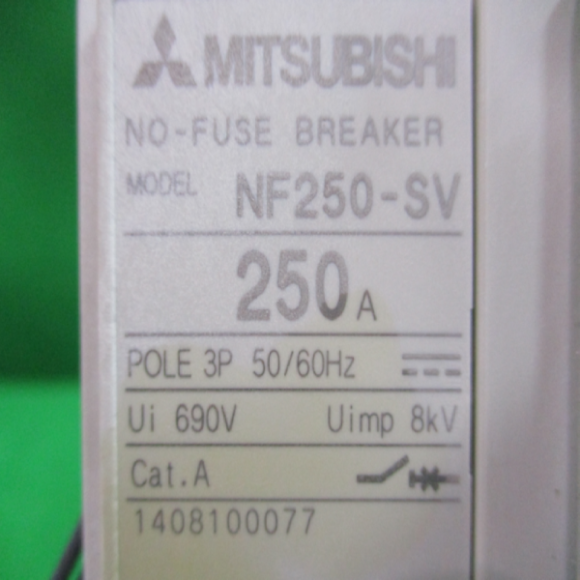 MITSUBISHI
NO-FUSE BREAKER
MODEL NF250-SV
250A
POLE 3P 50/60Hz
Ui 690V Uimp 8kV
Cat.A
1408100077